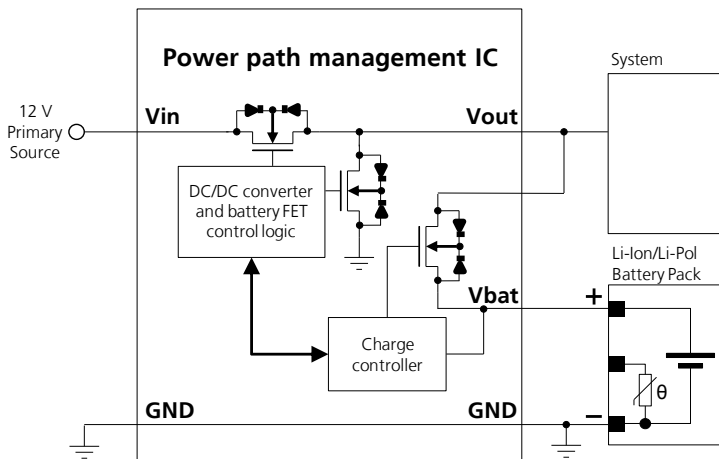 Power path management IC
System
12 V
Primary
Source
Vin
Vout
DC/DC converter
and battery FET
control logic
Li-Ion/Li-Pol
Battery Pack
Vbat
+
Charge
controller
θ
GND
GND
–